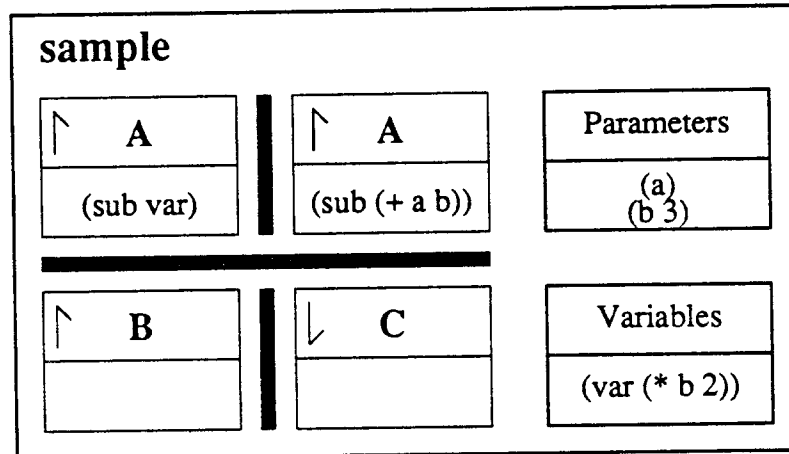 sample
A
(sub var)
A
(sub (+ a b))
Parameters
(a)
(b 3)
B
C
Variables
(var (* b 2))